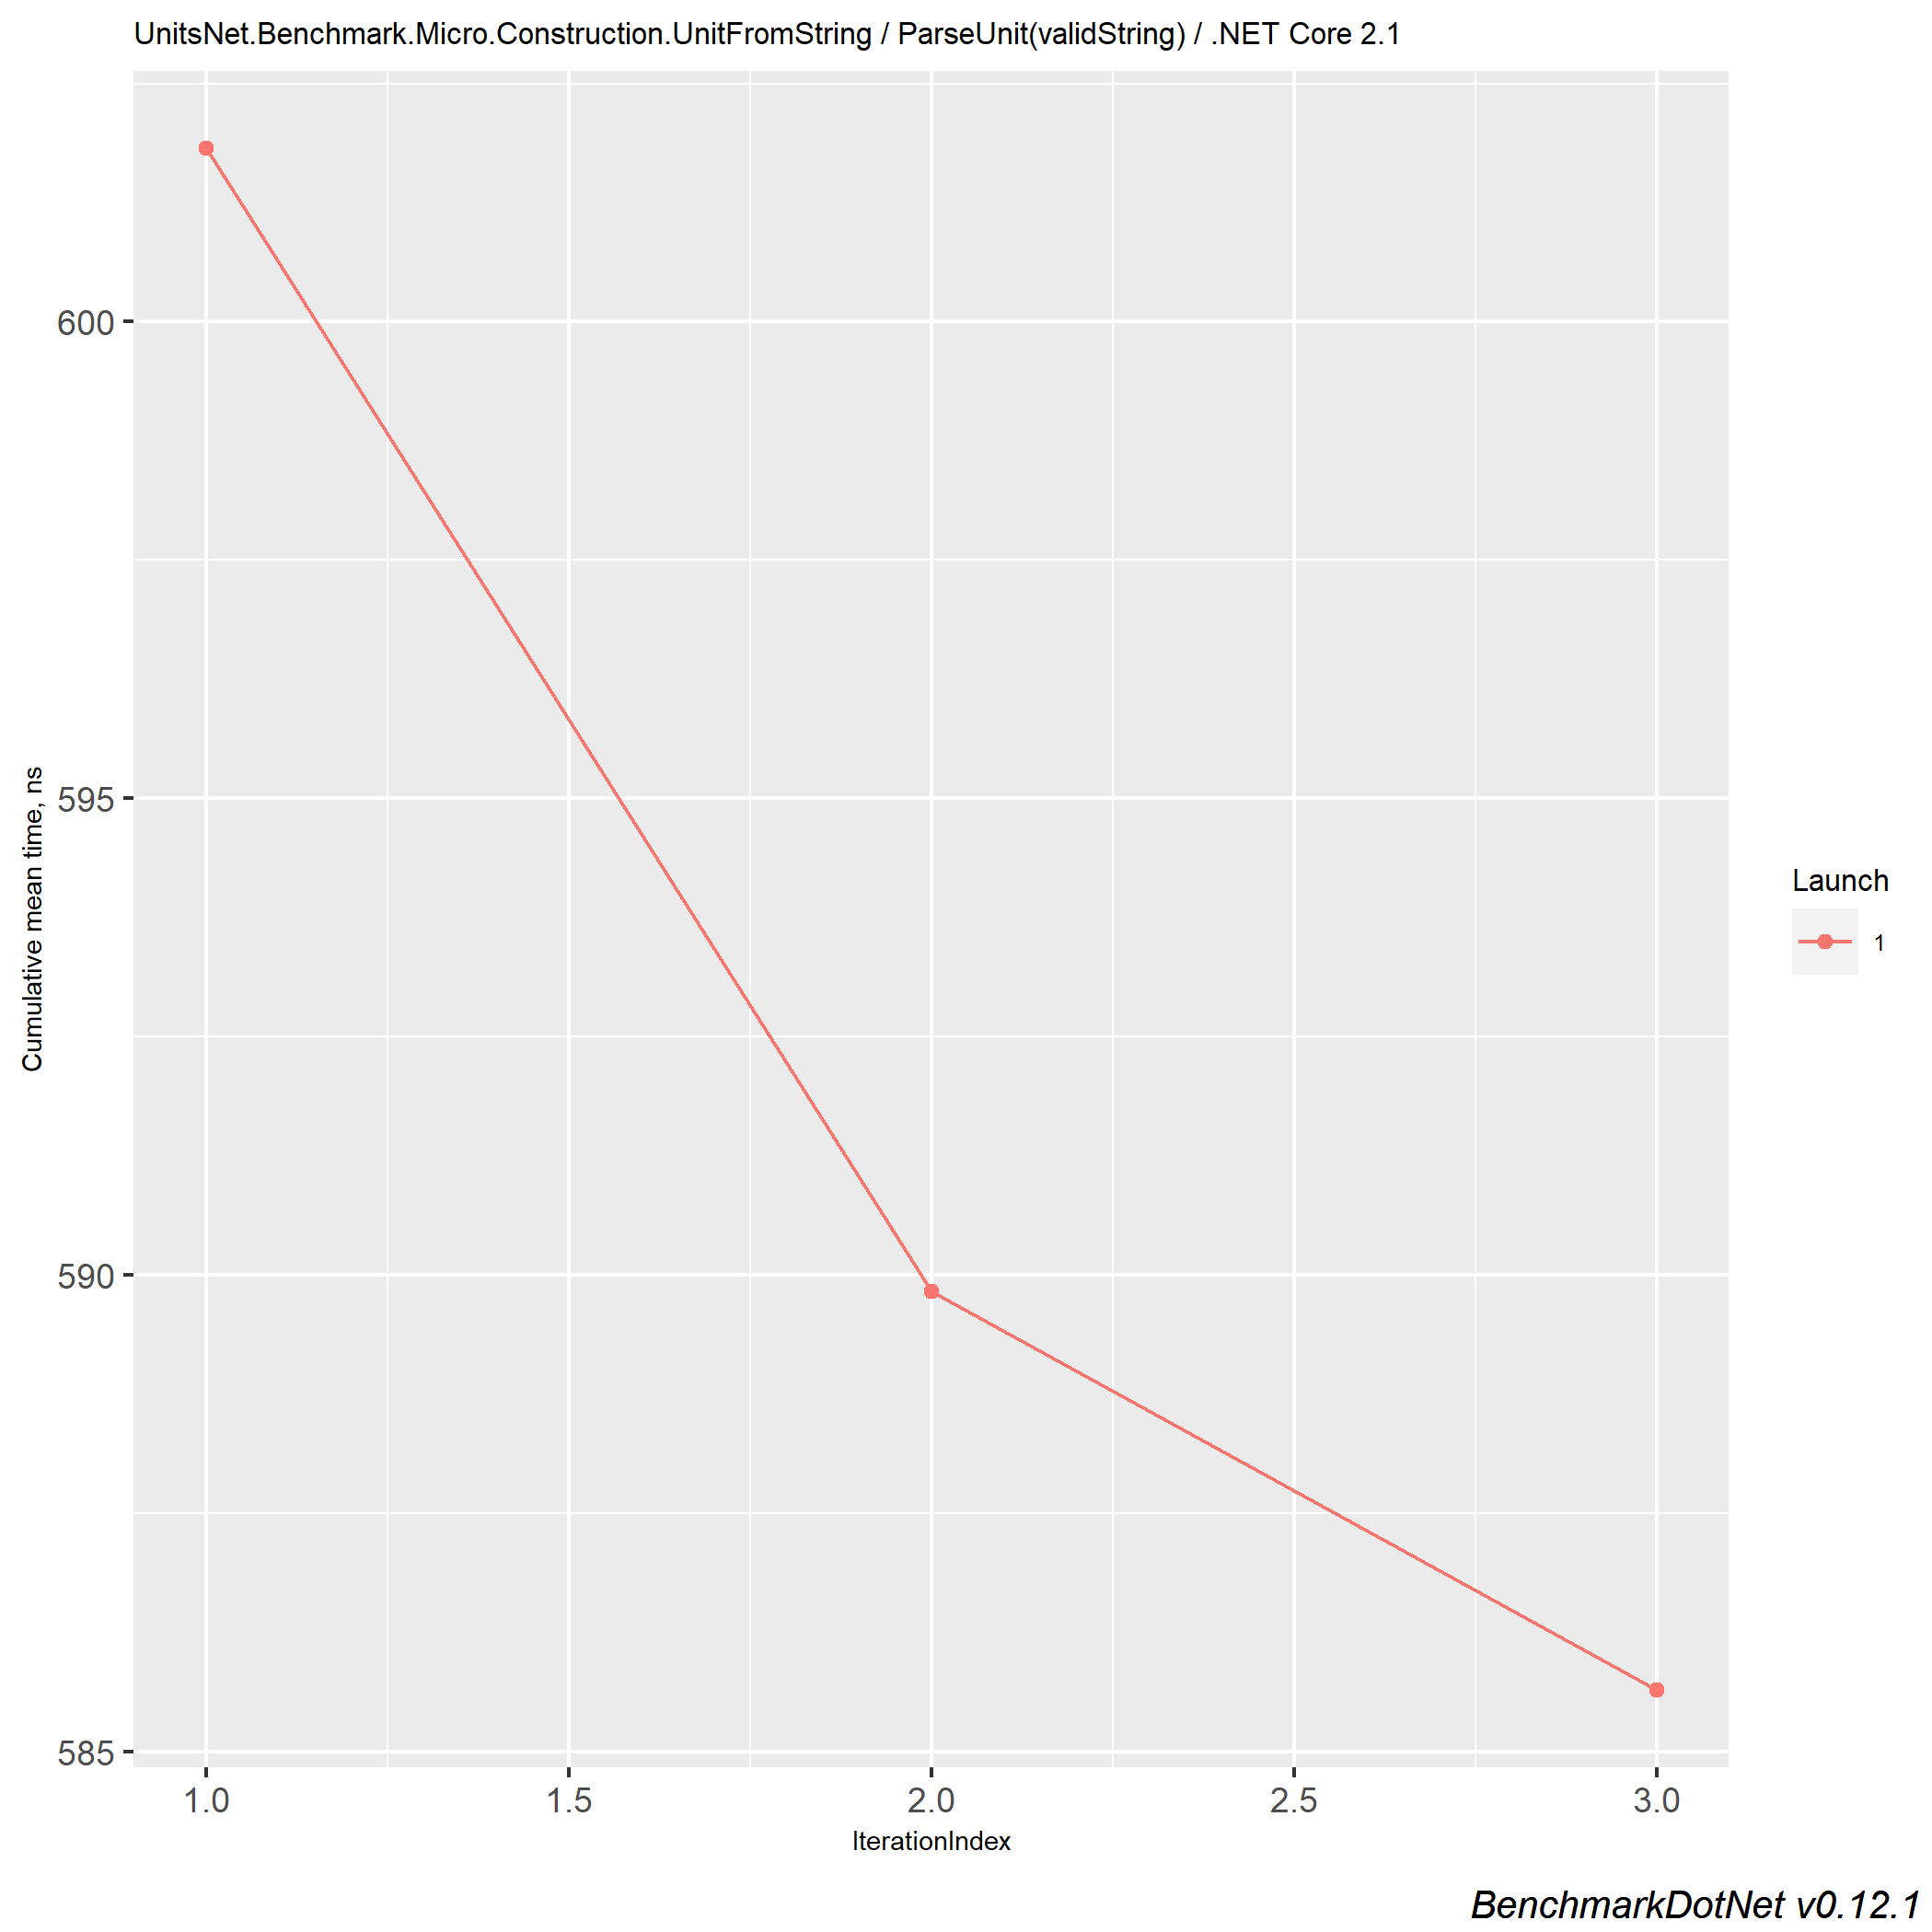 UnitsNet.Benchmark.Micro.Construction.UnitFromString / ParseUnit(validString) / .NET Core 2.1
Cumulative mean time, ns
600
595
590
585
1.0
1.5
2.0
2.5
3.0
IterationIndex
Launch
1
BenchmarkDotNet v0.12.1